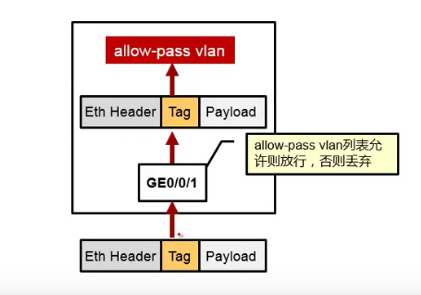 allow-pass vlan
Eth Header Tag Payload
allow-pass vlan列表允
许则放行，否则丢弃
GE0/0/1
Eth Header Tag Payload